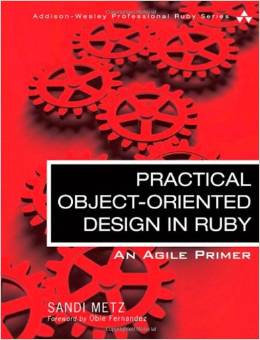 Addison-Wesley Professional Ruby Series
PRACTICAL
OBJECT-ORIENTED
DESIGN IN RUBY
AN AGILE PRIMER
SANDI METZ
Foreword by Obie Fernandez